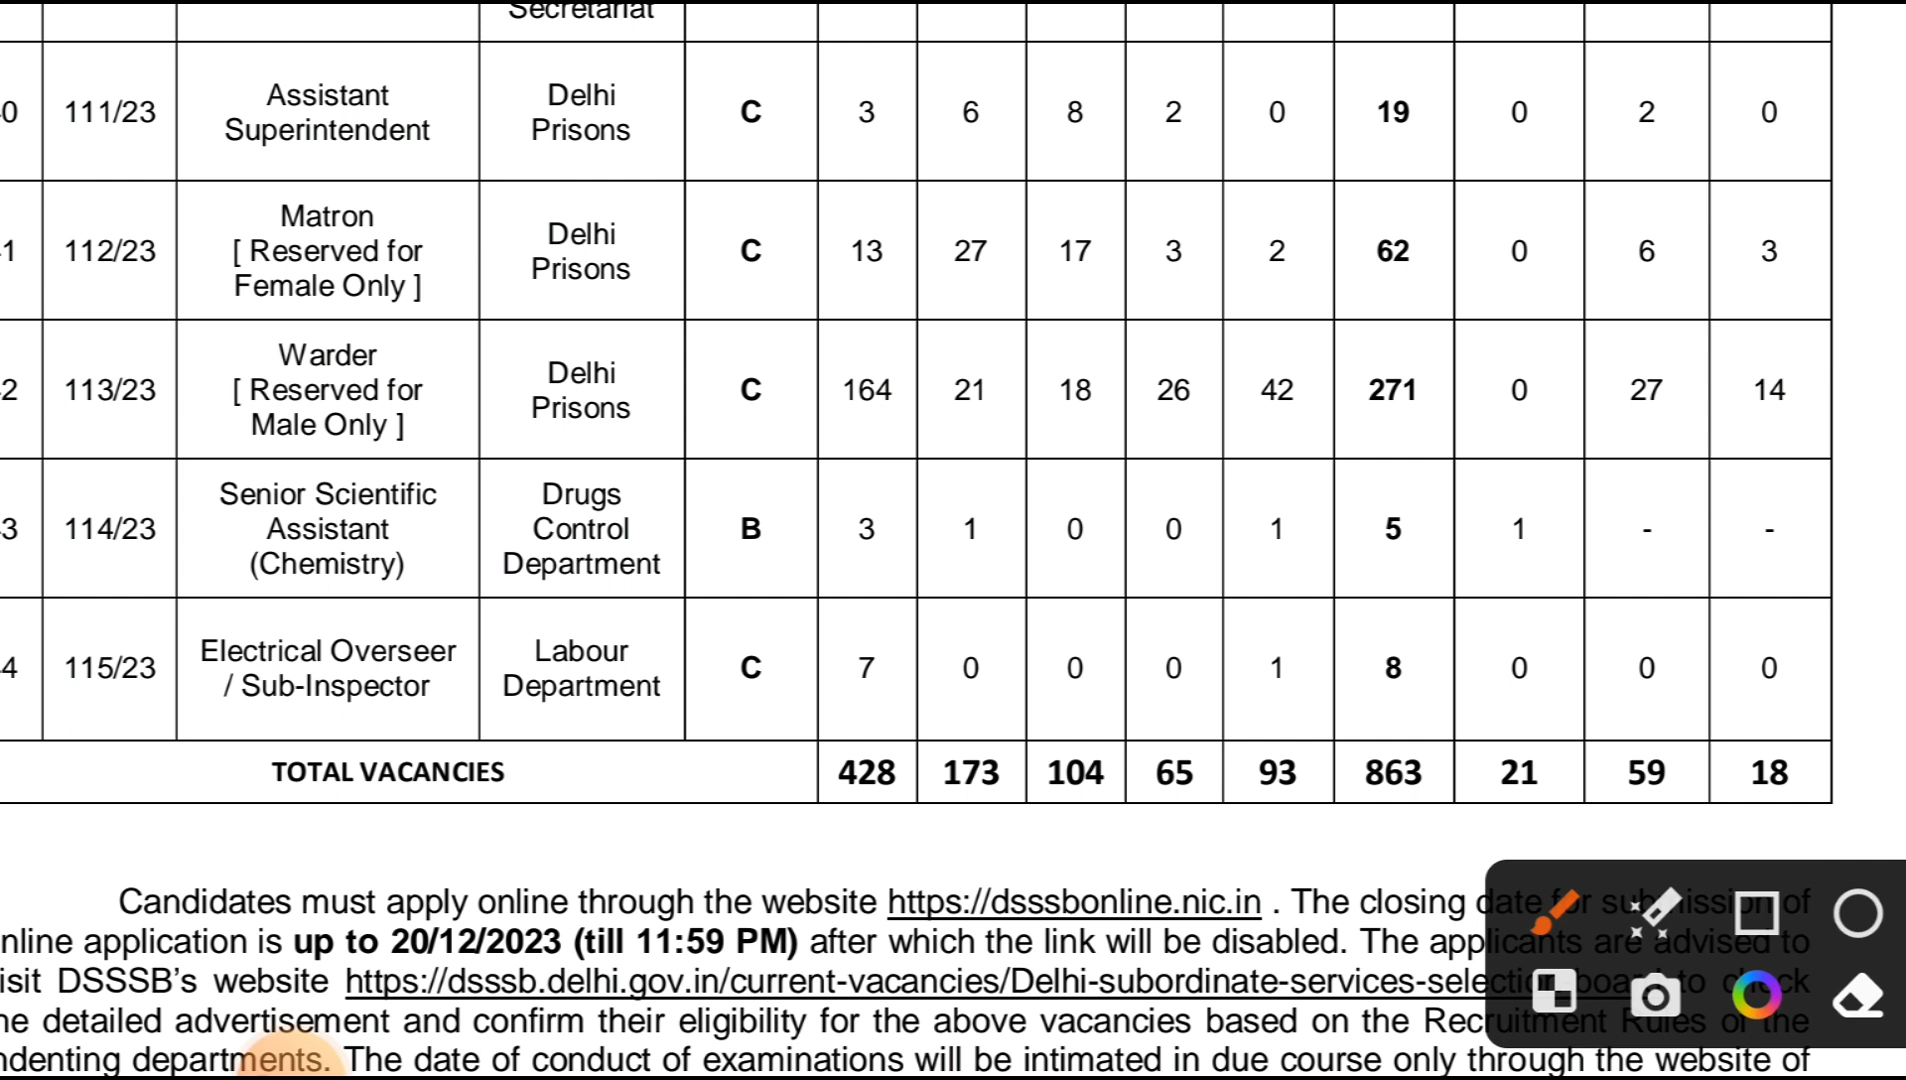 Secretariat
0 111/23 Assistant Superintendent Delhi Prisons C 3 6 8 2 0 19 0 2 0
1 112/23 Matron [ Reserved for Female Only ] Delhi Prisons C 13 27 17 3 2 62 0 6 3
2 113/23 Warder [ Reserved for Male Only ] Delhi Prisons C 164 21 18 26 42 271 0 27 14
3 114/23 Senior Scientific Assistant (Chemistry) Drugs Control Department B 3 1 0 0 1 5 1 - -
4 115/23 Electrical Overseer / Sub-Inspector Labour Department C 7 0 0 0 1 8 0 0 0
TOTAL VACANCIES 428 173 104 65 93 863 21 59 18
Candidates must apply online through the website https://dsssbonline.nic.in . The closing date for submission of
nline application is up to 20/12/2023 (till 11:59 PM) after which the link will be disabled. The applicants are advised to
isit DSSSB's website https://dsssb.delhi.gov.in/current-vacancies/Delhi-subordinate-services-selection-board to check
he detailed advertisement and confirm their eligibility for the above vacancies based on the Recruitment Rules of the
ndenting departments. The date of conduct of examinations will be intimated in due course only through the website of